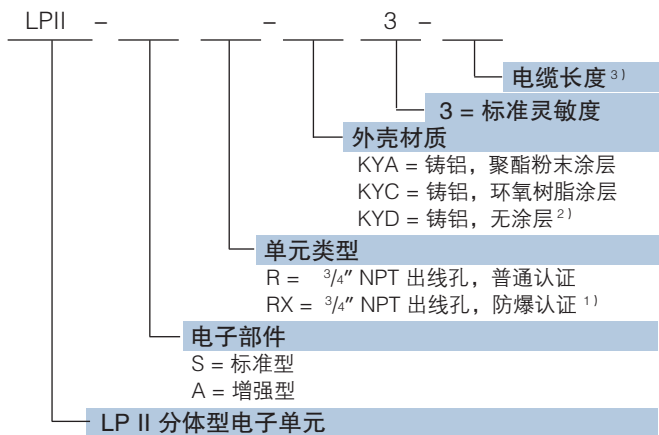 LPII – – 3 –
电缆长度 3)
3 = 标准灵敏度
外壳材质
KYA = 铸铝，聚酯粉末涂层
KYC = 铸铝，环氧树脂涂层
KYD = 铸铝，无涂层 2)
单元类型
R = 3/4″ NPT 出线孔，普通认证
RX = 3/4″ NPT 出线孔，防爆认证 1)
电子部件
S = 标准型
A = 增强型
LP II 分体型电子单元